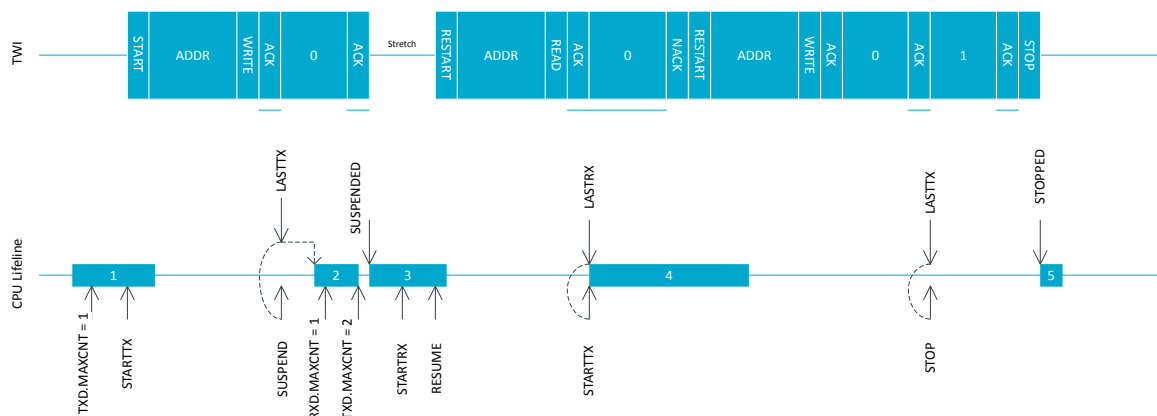 TWI
START
ADDR
WRITE
ACK
0
ACK
Stretch
RESTART
ADDR
READ
ACK
0
NACK
RESTART
ADDR
WRITE
ACK
0
ACK
1
ACK
STOP
LASTTX
SUSPENDED
LASTRX
LASTTX
STOPPED
CPU Lifeline
1
2
3
4
5
TXD.MAXCNT = 1
STARTTX
SUSPEND
RXD.MAXCNT = 1
TXD.MAXCNT = 2
STARTRX
RESUME
STARTTX
STOP